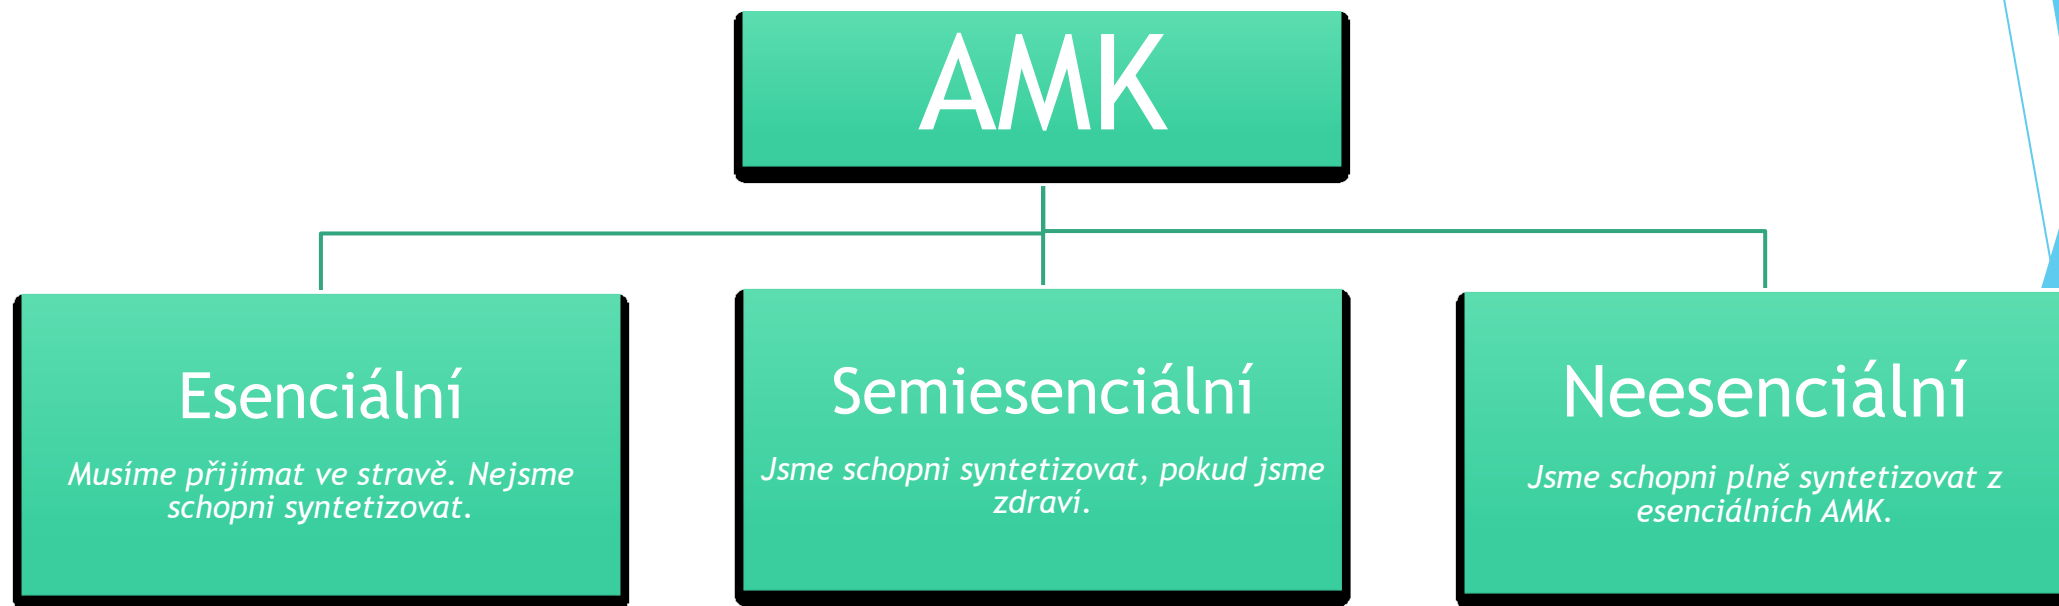 AMK
Esenciální
Musíme přijímat ve stravě. Nejsme
schopni syntetizovat.
Semiesenciální
Jsme schopni syntetizovat, pokud jsme
zdraví.
Neesenciální
Jsme schopni plně syntetizovat z
esenciálních AMK.